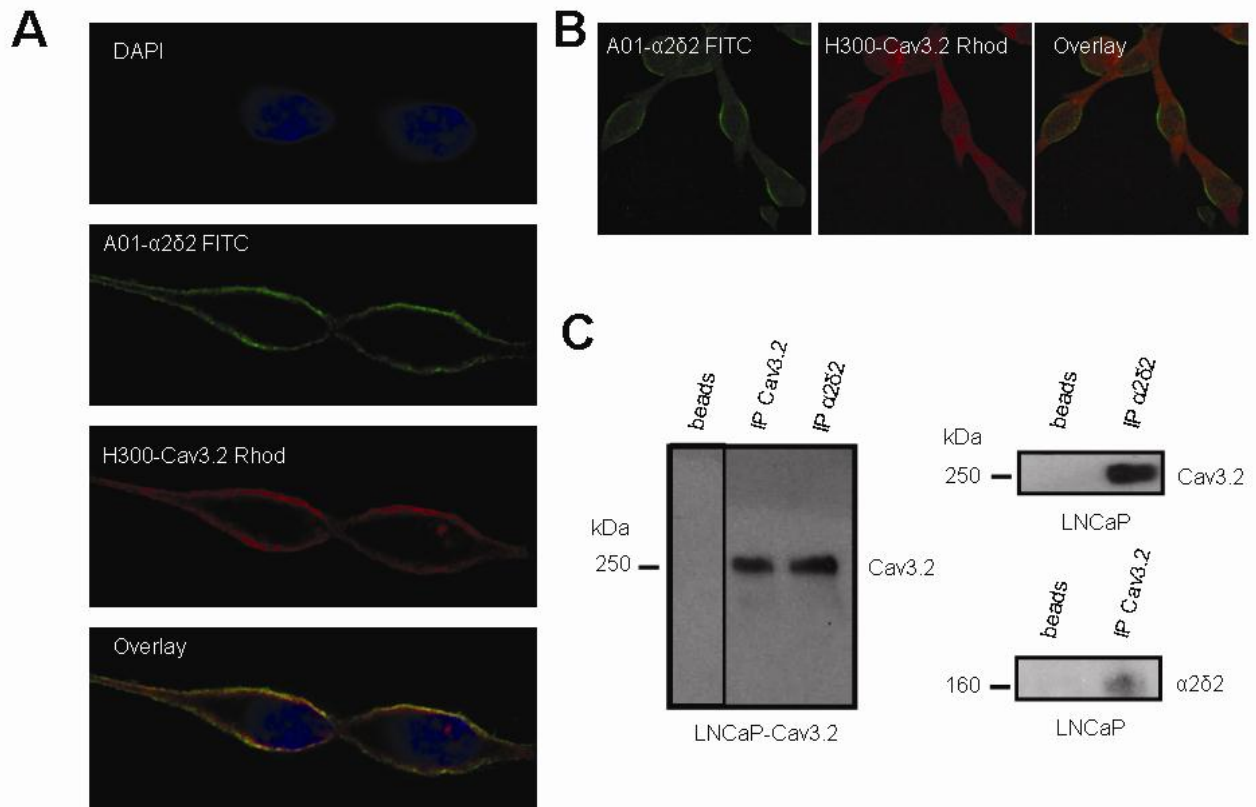 A
DAPI
A01-α2δ2 FITC
H300-Cav3.2 Rhod
Overlay
B
A01-α2δ2 FITC
H300-Cav3.2 Rhod
Overlay
C
beads
IP Cav3.2
IP α2δ2
kDa
250
Cav3.2
LNCaP-Cav3.2
beads
IP α2δ2
kDa
250
Cav3.2
LNCaP
beads
IP Cav3.2
160
α2δ2
LNCaP